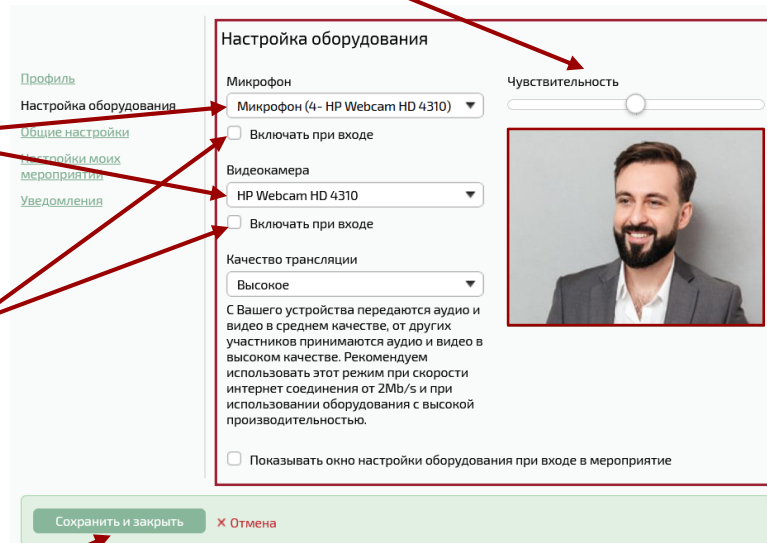 Настройка оборудования
Профиль
Настройка оборудования
Общие настройки
Настройки моих
мероприятий
Уведомления
Микрофон
Микрофон (4- HP Webcam HD 4310)
Включать при входе
Видеокамера
HP Webcam HD 4310
Включать при входе
Качество трансляции
Высокое
С Вашего устройства передаются аудио и
видео в среднем качестве, от других
участников принимаются аудио и видео в
высоком качестве. Рекомендуем
использовать этот режим при скорости
интернет соединения от 2Mb/s и при
использовании оборудования с высокой
производительностью.
Чувствительность
Показывать окно настройки оборудования при входе в мероприятие
Сохранить и закрыть
× Отмена